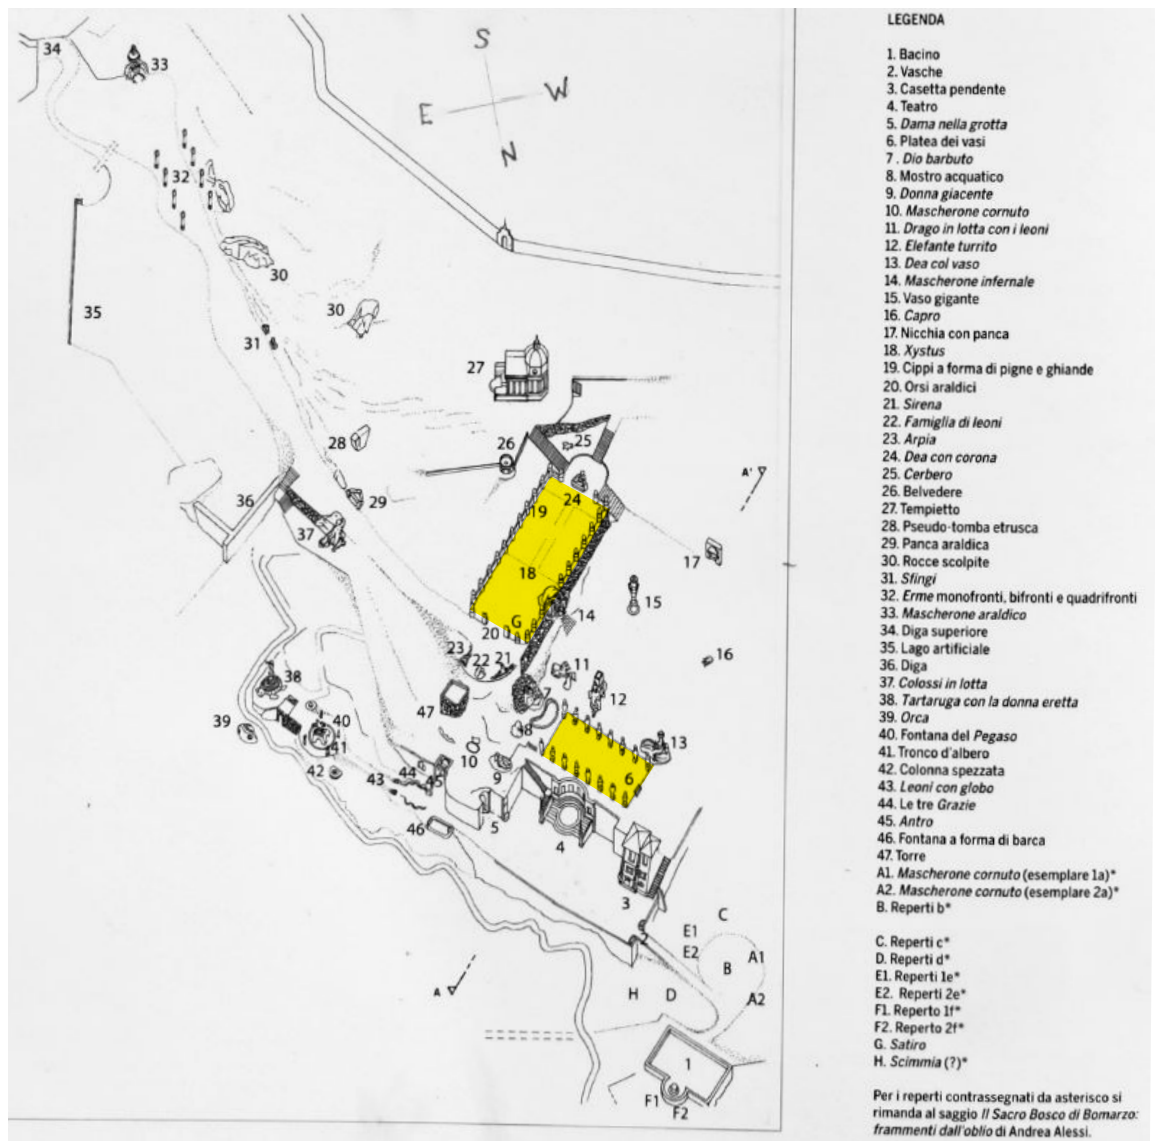 LEGENDA
1. Bacino
2. Vasche
3. Casetta pendente
4. Teatro
5. Dama nella grotta
6. Platea dei vasi
7 . Dio barbuto
8. Mostro acquatico
9. Donna giacente
10. Mascherone cornuto
11. Drago in lotta con i leoni
12. Elefante turrito
13. Dea col vaso
14. Mascherone infernale
15. Vaso gigante
16. Capro
17. Nicchia con panca
18. Xystus
19. Cippi a forma di pigne e ghiande
20. Orsi araldici
21. Sirena
22. Famiglia di leoni
23. Arpia
24. Dea con corona
25. Cerbero
26. Belvedere
27. Tempietto
28. Pseudo-tomba etrusca
29. Panca araldica
30. Rocce scolpite
31. Sfingi
32. Erme monofronti, bifronti e quadrifronti
33. Mascherone araldico
34. Diga superiore
35. Lago artificiale
36. Diga
37. Colossi in lotta
38. Tartaruga con la donna eretta
39. Orca
40. Fontana del Pegaso
41. Tronco d'albero
42. Colonna spezzata
43. Leoni con globo
44. Le tre Grazie
45. Antro
46. Fontana a forma di barca
47. Torre
A1. Mascherone cornuto (esemplare 1a)*
A2. Mascherone cornuto (esemplare 2a)*
B. Reperti b*
C. Reperti c*
D. Reperti d*
E1. Reperti 1e*
E2. Reperti 2e*
F1. Reperto 1f*
F2. Reperto 2f*
G. Satiro
H. Scimmia (?)*
Per i reperti contrassegnati da asterisco si
rimanda al saggio Il Sacro Bosco di Bomarzo:
frammenti dall'oblio di Andrea Alessi.
S
E
W
N
34
33
32
30
30
35
31
27
28
26
25
A'
29
24
36
19
37
17
18
15
14
G
20
16
23
22
21
11
38
12
7
47
39
40
8
13
41
10
6
42
43
44
45
9
46
5
4
3
C
E1
2
E2
A1
B
A
H
D
A2
1
F1
F2